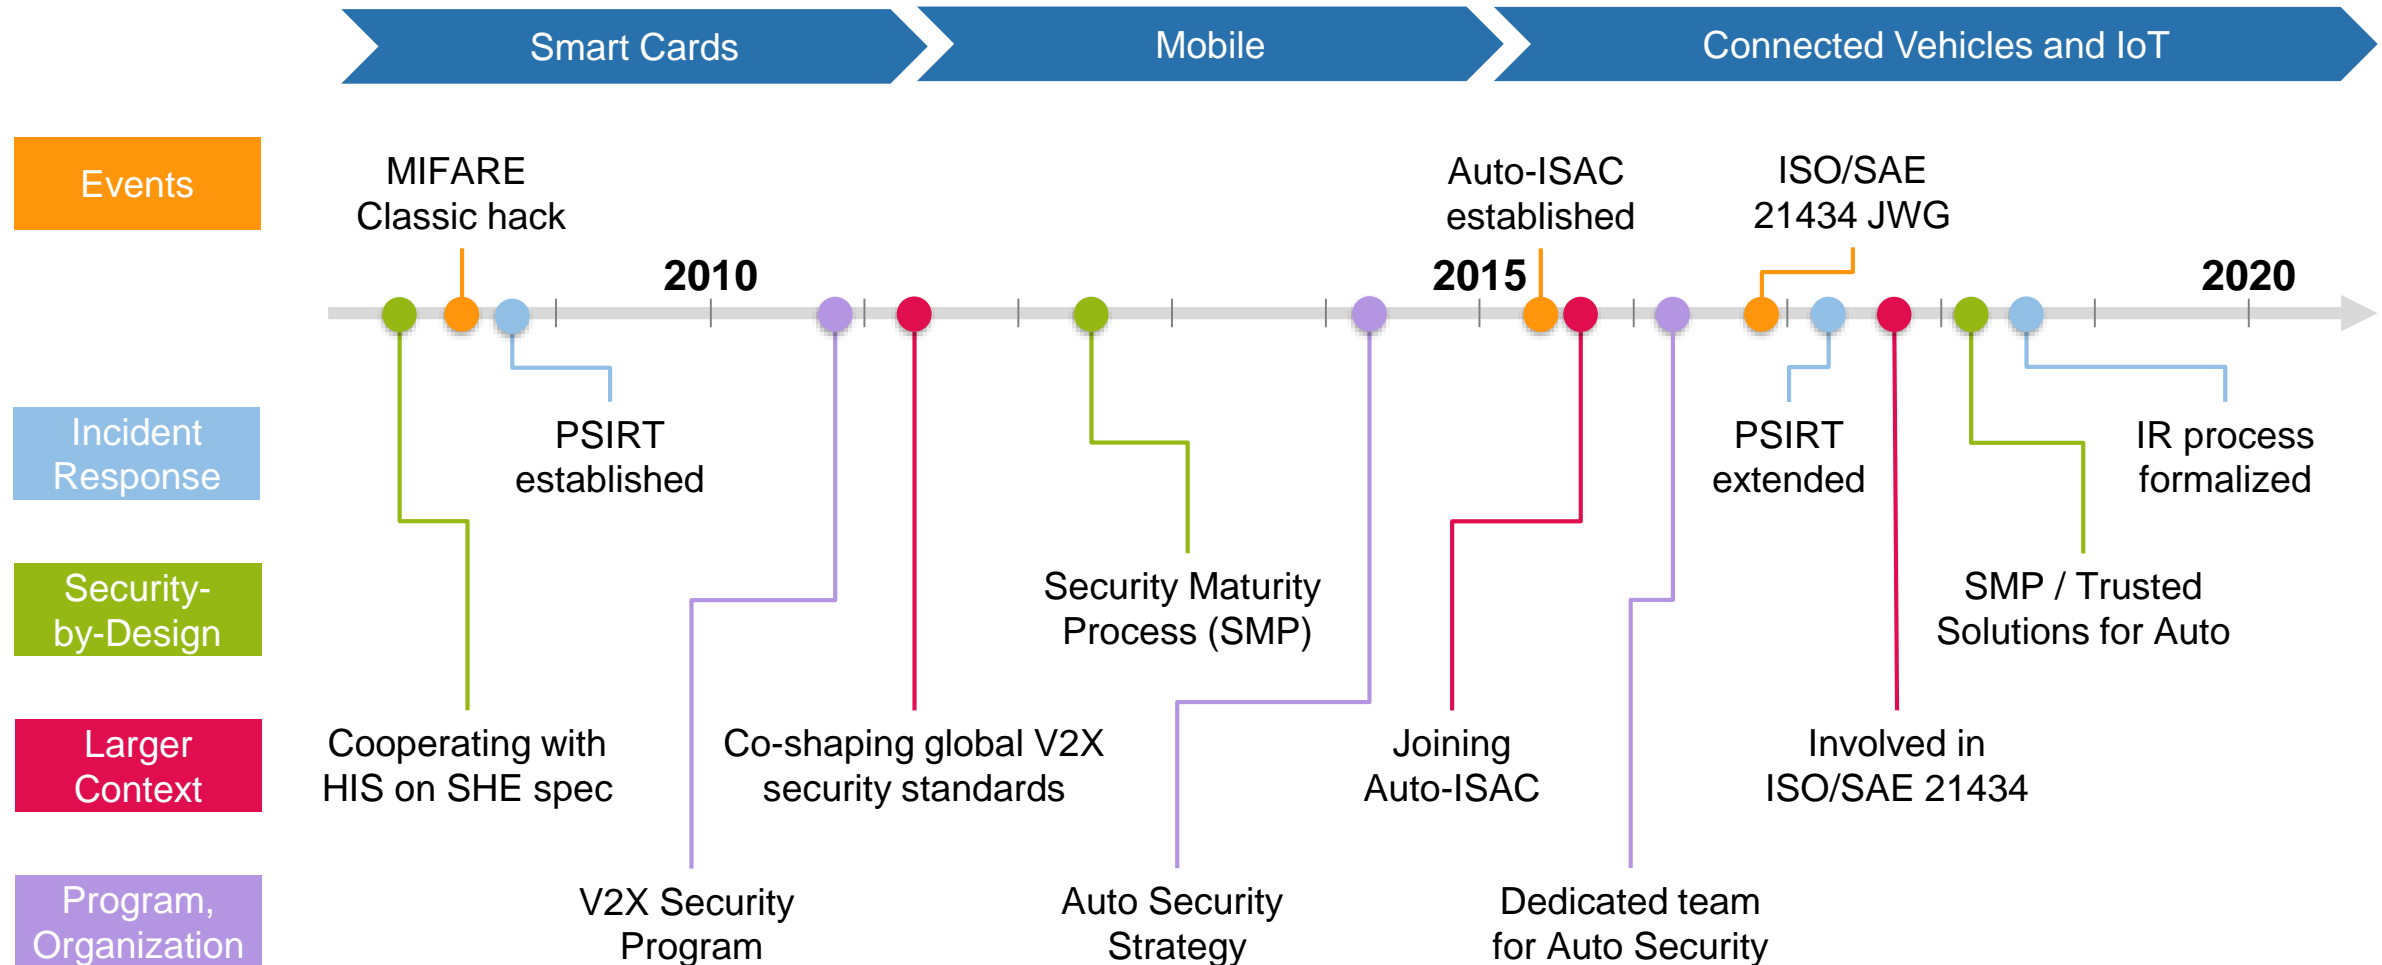 Smart Cards
Mobile
Connected Vehicles and IoT
Events
MIFARE
Classic hack
Auto-ISAC
established
ISO/SAE
21434 JWG
2010
2015
2020
Incident
Response
PSIRT
established
PSIRT
extended
IR process
formalized
Security-
by-Design
Security Maturity
Process (SMP)
SMP / Trusted
Solutions for Auto
Larger
Context
Cooperating with
HIS on SHE spec
Co-shaping global V2X
security standards
Joining
Auto-ISAC
Involved in
ISO/SAE 21434
Program,
Organization
V2X Security
Program
Auto Security
Strategy
Dedicated team
for Auto Security